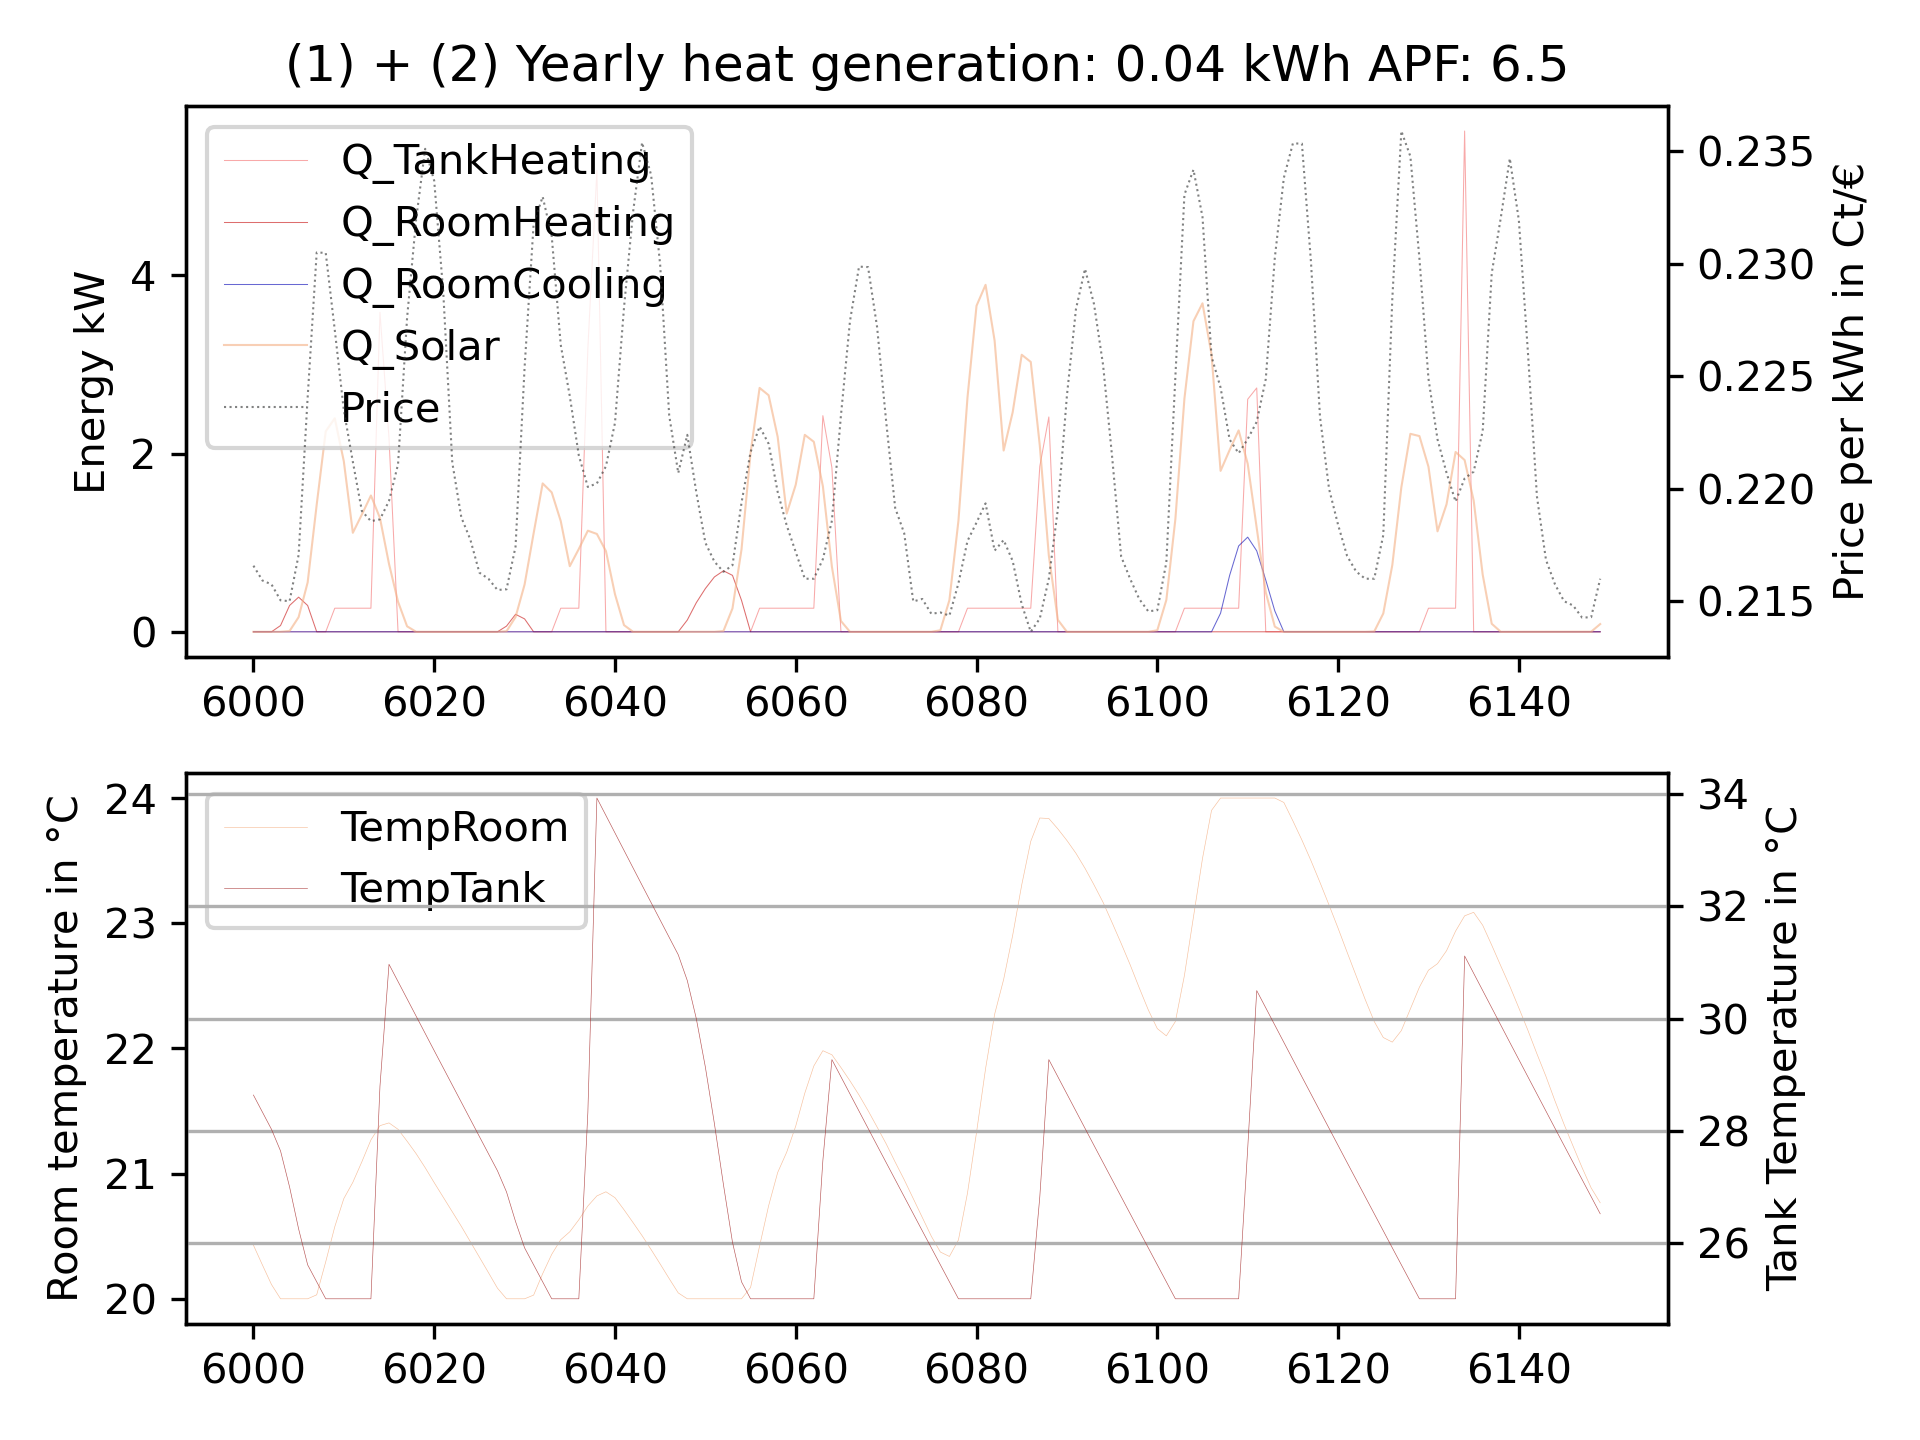 (1) + (2) Yearly heat generation: 0.04 kWh APF: 6.5
Energy kW
4
2
0
Q_TankHeating
Q_RoomHeating
Q_RoomCooling
Q_Solar
Price
0.235
0.230
0.225
0.220
0.215
Price per kWh in Ct/€
6000 6020 6040 6060 6080 6100 6120 6140
Room temperature in °C
24
23
22
21
20
TempRoom
TempTank
34
32
30
28
26
Tank Temperature in °C
6000 6020 6040 6060 6080 6100 6120 6140